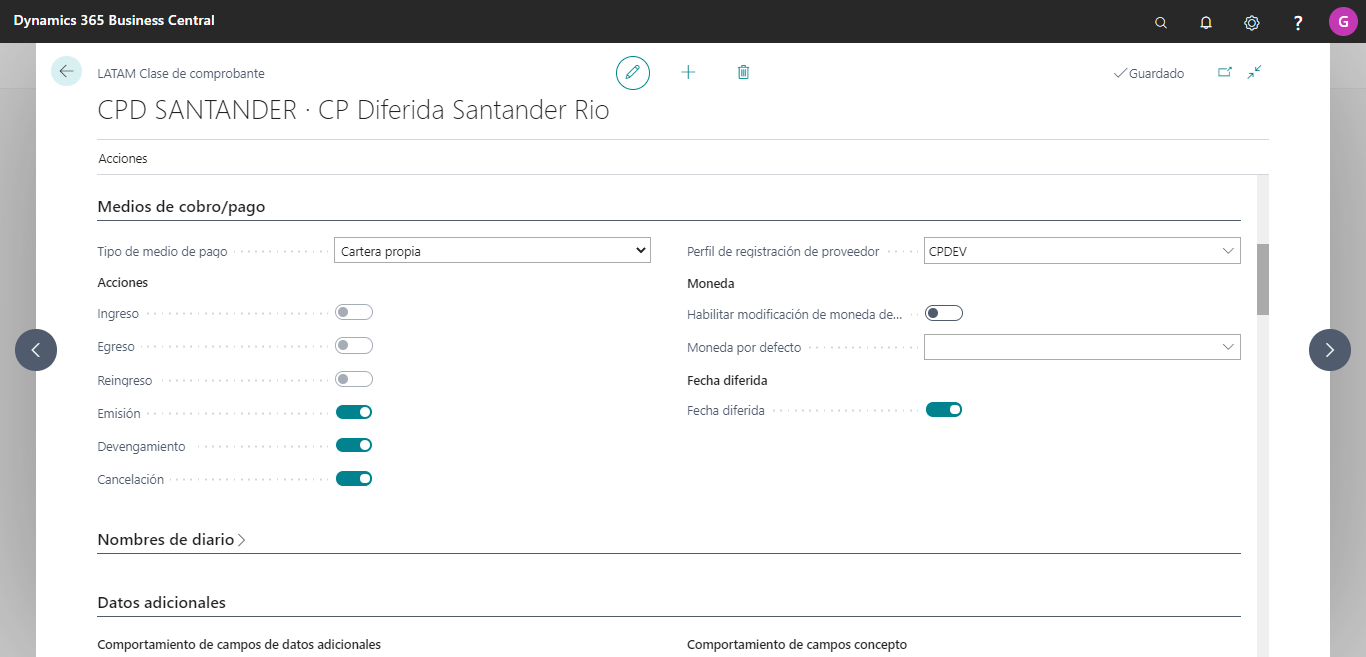 Dynamics 365 Business Central
?
G
LATAM Clase de comprobante
Guardado
CPD SANTANDER · CP Diferida Santander Rio
Acciones
Medios de cobro/pago
Tipo de medio de pago
Cartera propia
Acciones
Ingreso
Egreso
Reingreso
Emisión
Devengamiento
Cancelación
Perfil de registración de proveedor
CPDEV
Moneda
Habilitar modificación de moneda de...
Moneda por defecto
Fecha diferida
Fecha diferida
Nombres de diario
Datos adicionales
Comportamiento de campos de datos adicionales
Comportamiento de campos concepto